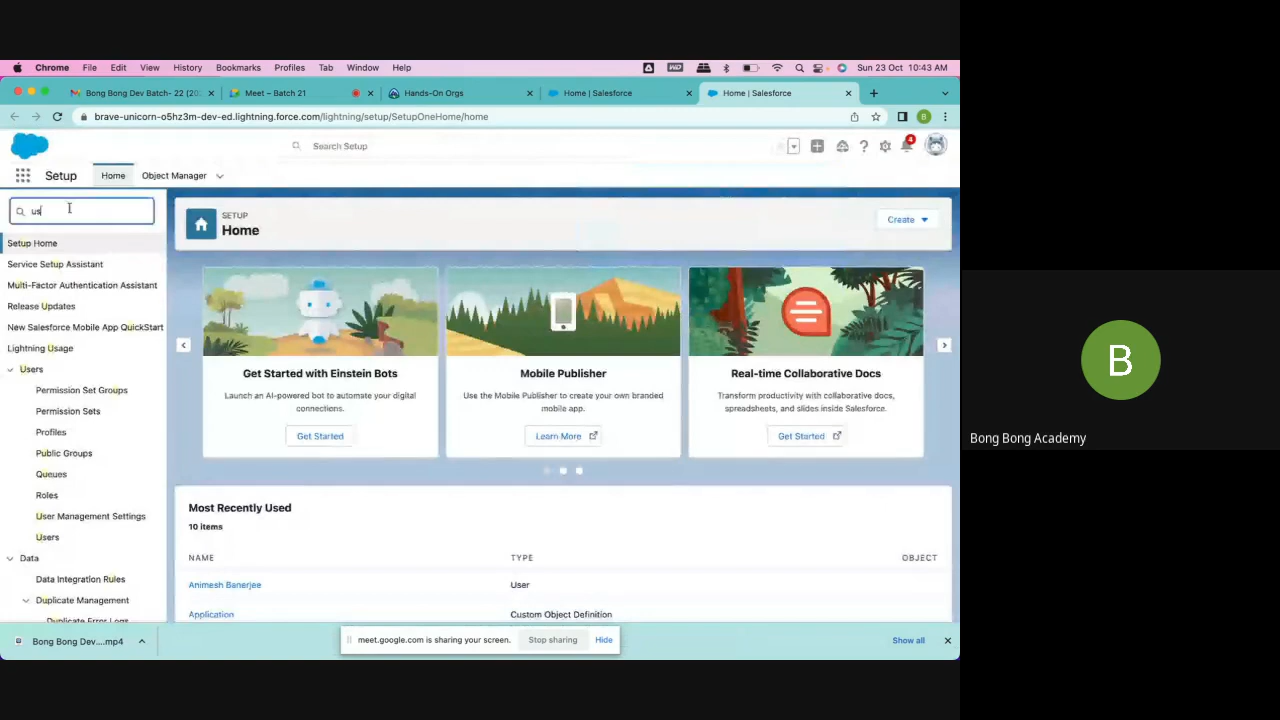 Chrome File Edit View History Bookmarks Profiles Tab Window Help
Sun 23 Oct 10:43 AM
Bong Bong Dev Batch- 22 (20
Meet – Batch 21
Hands-On Orgs
Home | Salesforce
Home | Salesforce
brave-unicorn-o5hz3m-dev-ed.lightning.force.com/lightning/setup/SetupOneHome/home
B
Search Setup
4
Setup
Home
Object Manager
us
Setup Home
Service Setup Assistant
Multi-Factor Authentication Assistant
Release Updates
New Salesforce Mobile App QuickStart
Lightning Usage
Users
Permission Set Groups
Permission Sets
Profiles
Public Groups
Queues
Roles
User Management Settings
Users
Data
Data Integration Rules
Duplicate Management
Duplicate Error Logs
SETUP
Home
Create
Get Started with Einstein Bots
Launch an AI-powered bot to automate your digital
connections.
Get Started
Mobile Publisher
Use the Mobile Publisher to create your own branded
mobile app.
Learn More
Real-time Collaborative Docs
Transform productivity with collaborative docs,
spreadsheets, and slides inside Salesforce.
Get Started
Most Recently Used
10 items
NAME TYPE OBJECT
Animesh Banerjee User
Application Custom Object Definition
Bong Bong Dev....mp4
meet.google.com is sharing your screen.
Stop sharing
Hide
Show all
B
Bong Bong Academy